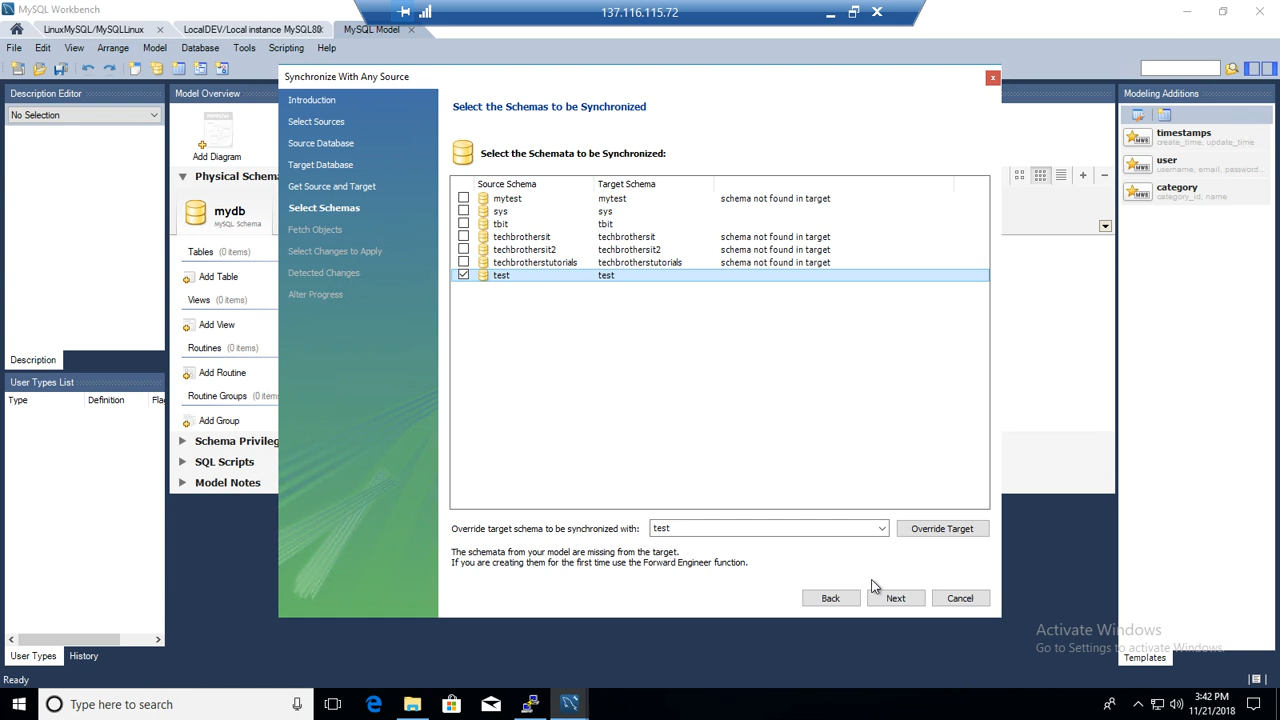 MySQL Workbench
137.116.115.72
LinuxMySQL/MySQLLinux
LocalDEV/Local instance MySQL80
MySQL Model
File Edit View Arrange Model Database Tools Scripting Help
Description Editor
No Selection
Description
User Types List
Type Definition Flag
User Types History
Ready
Model Overview
Add Diagram
Physical Schema
mydb
MySQL Schema
Tables (0 items)
Add Table
Views (0 items)
Add View
Routines (0 items)
Add Routine
Routine Groups (0 item
Add Group
Schema Privileg
SQL Scripts
Model Notes
Synchronize With Any Source
Introduction
Select Sources
Source Database
Target Database
Get Source and Target
Select Schemas
Fetch Objects
Select Changes to Apply
Detected Changes
Alter Progress
Select the Schemas to be Synchronized
Select the Schemata to be Synchronized:
Source Schema Target Schema
mytest mytest schema not found in target
sys sys
tbit tbit
techbrothersit techbrothersit schema not found in target
techbrothersit2 techbrothersit2 schema not found in target
techbrotherstutorials techbrotherstutorials schema not found in target
test test
Override target schema to be synchronized with: test Override Target
The schemata from your model are missing from the target.
If you are creating them for the first time use the Forward Engineer function.
Back Next Cancel
Modeling Additions
timestamps
create_time, update_time
user
username, email, password...
category
category_id, name
Activate Windows
Go to Settings to activate Windows.
Templates
Type here to search
3:42 PM
11/21/2018